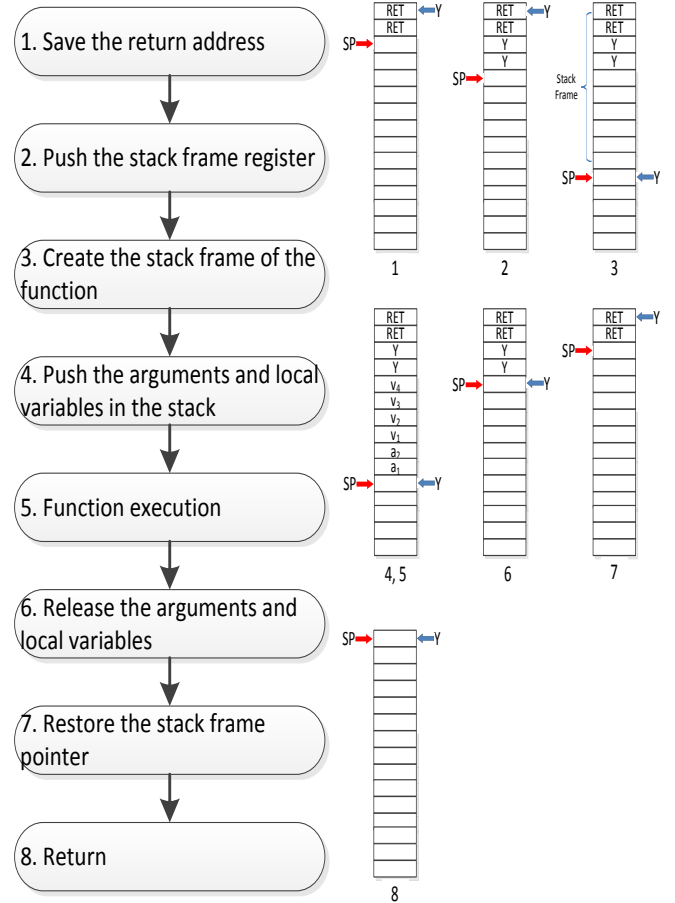 1. Save the return address
2. Push the stack frame register
3. Create the stack frame of the
function
4. Push the arguments and local
variables in the stack
5. Function execution
6. Release the arguments and
local variables
7. Restore the stack frame
pointer
8. Return
RET
Y
RET
SP
1
RET
Y
RET
Y
Y
SP
2
RET
RET
Y
Y
Stack
Frame
SP
Y
3
RET
RET
Y
Y
v4
v3
v2
v1
a2
a1
SP
Y
4, 5
RET
RET
Y
Y
SP
Y
6
RET
Y
RET
SP
7
SP
Y
8